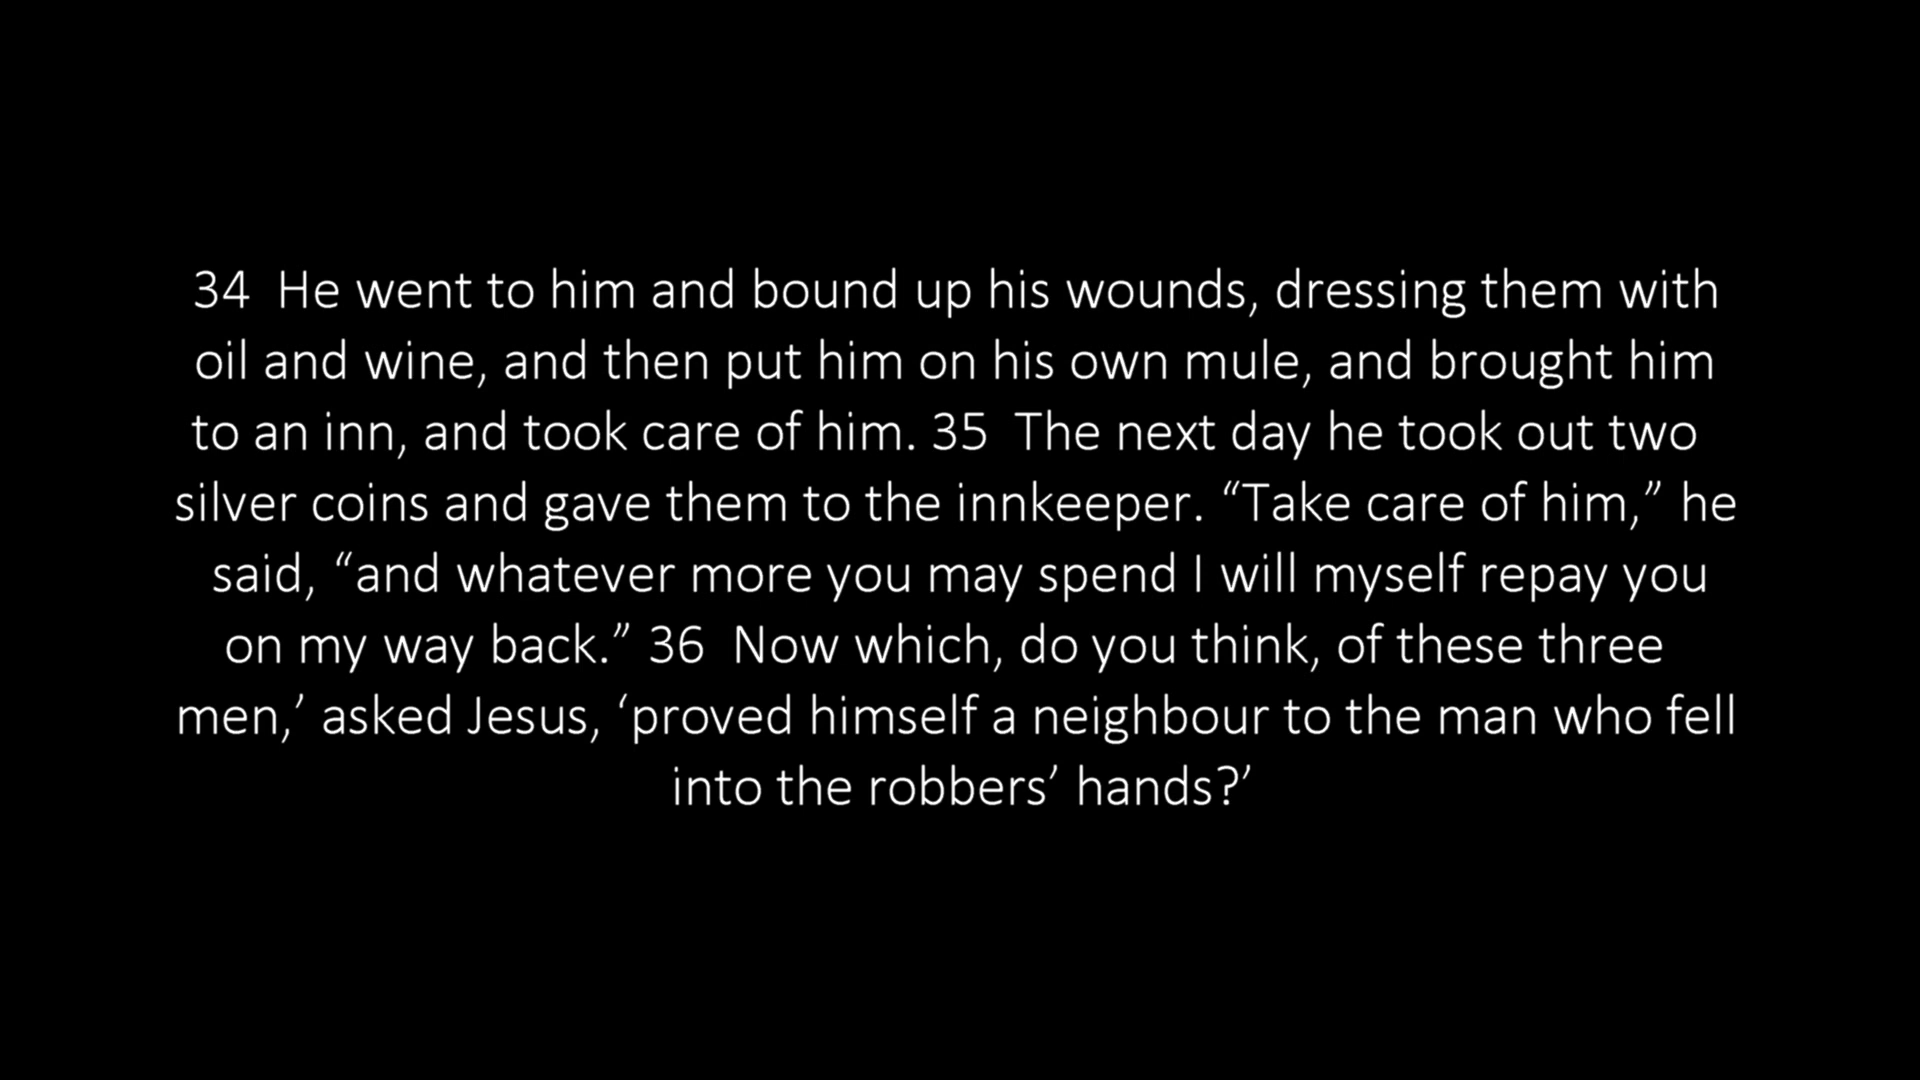 34  He went to him and bound up his wounds, dressing them with
oil and wine, and then put him on his own mule, and brought him
to an inn, and took care of him. 35  The next day he took out two
silver coins and gave them to the innkeeper. “Take care of him,” he
said, “and whatever more you may spend I will myself repay you
on my way back.” 36  Now which, do you think, of these three
men,’ asked Jesus, ‘proved himself a neighbour to the man who fell
into the robbers’ hands?’